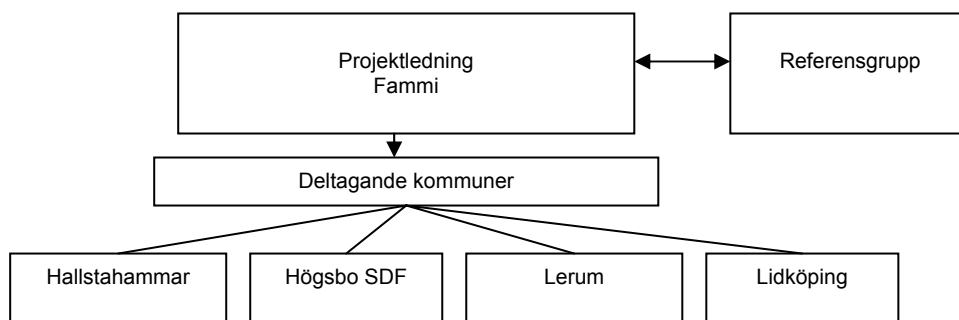 Projektledning
Fammi
Referensgrupp
Deltagande kommuner
Hallstahammar
Högsbo SDF
Lerum
Lidköping